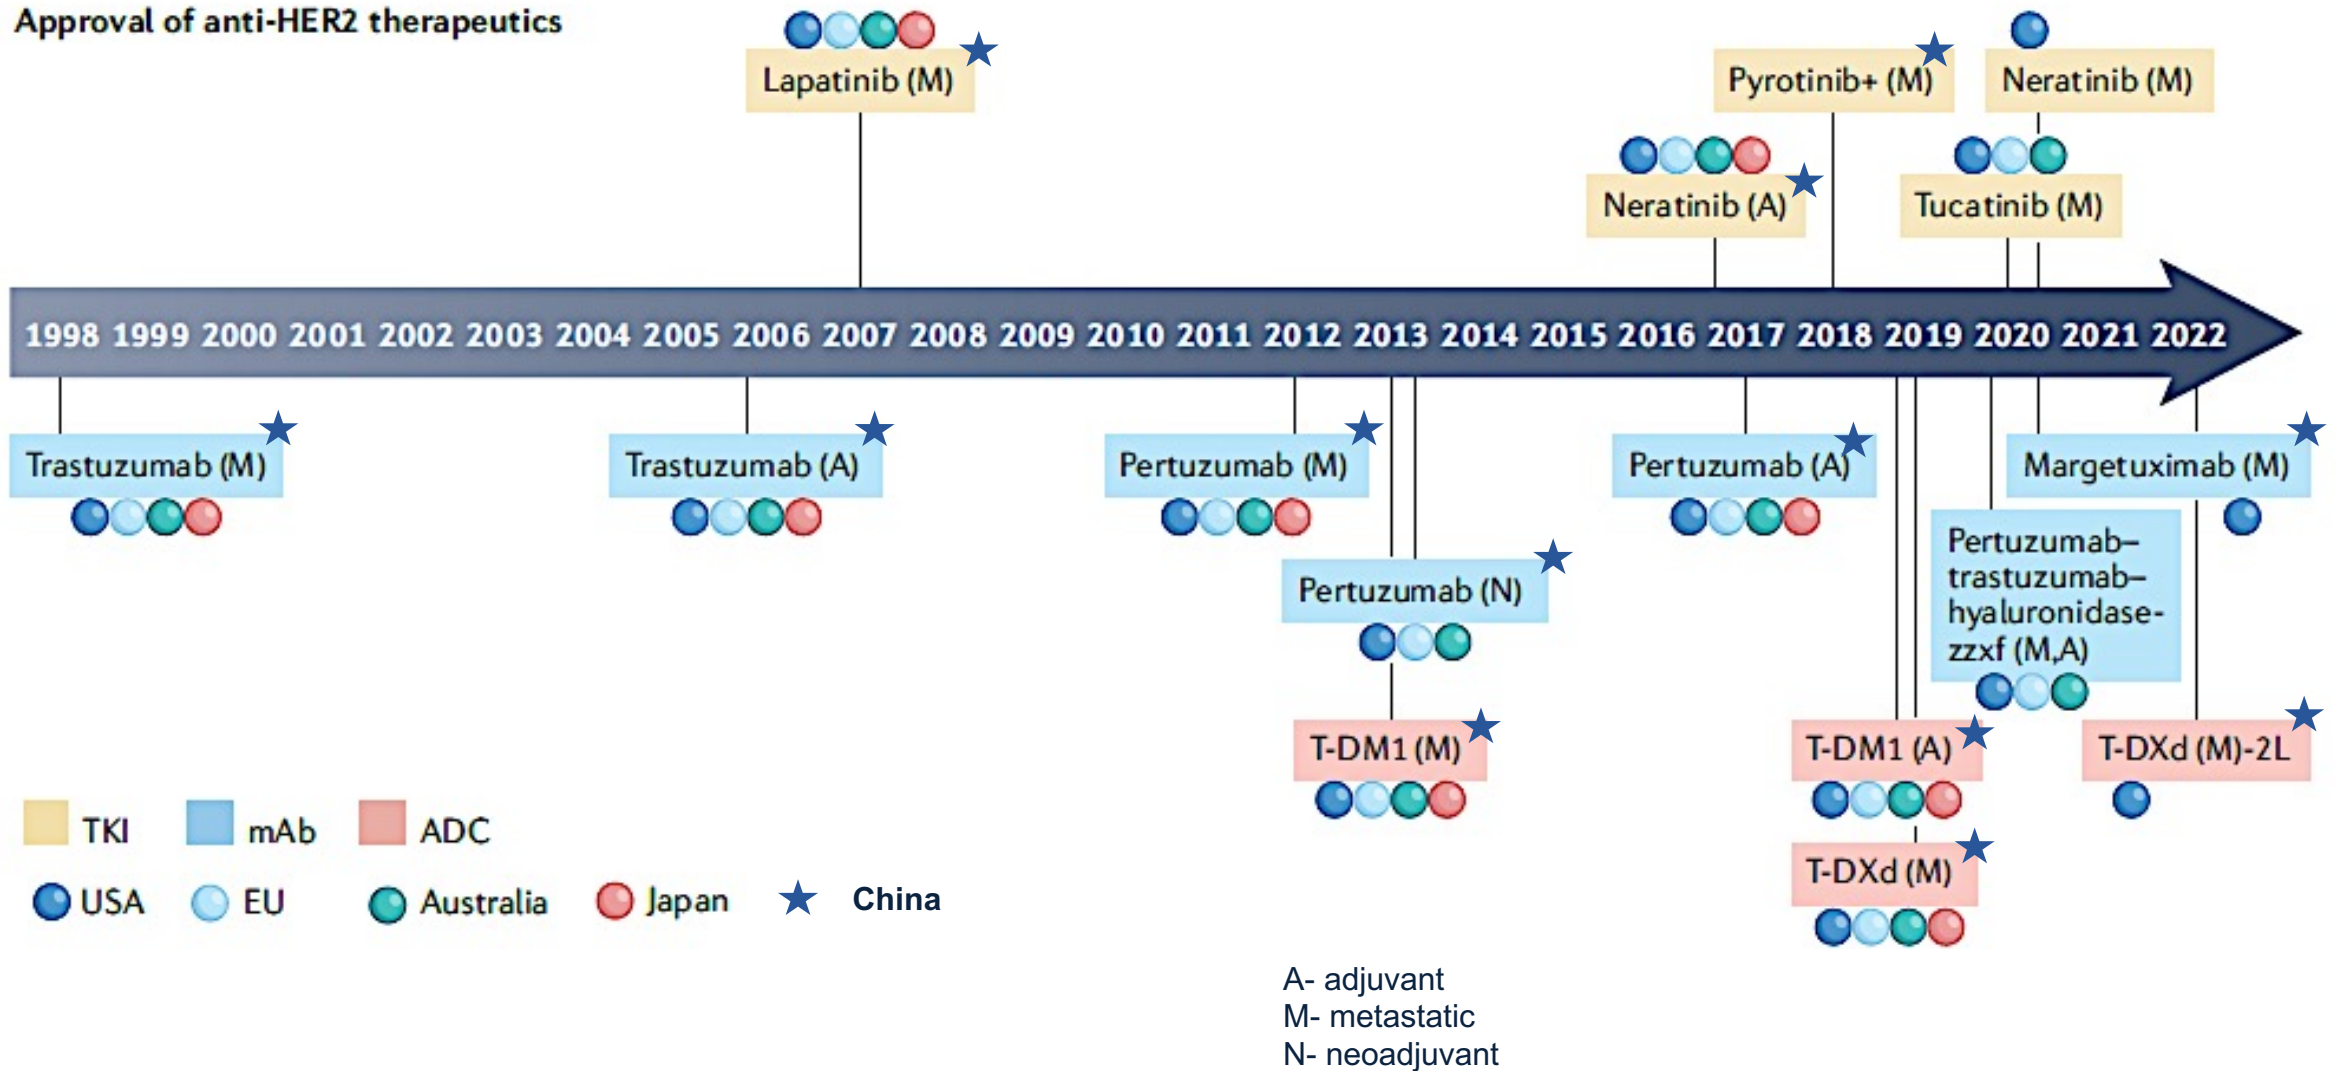 Approval of anti-HER2 therapeutics
Lapatinib (M)
Pyrotinib+ (M)
Neratinib (M)
Neratinib (A)
Tucatinib (M)
1998 1999 2000 2001 2002 2003 2004 2005 2006 2007 2008 2009 2010 2011 2012 2013 2014 2015 2016 2017 2018 2019 2020 2021 2022
Trastuzumab (M)
Trastuzumab (A)
Pertuzumab (M)
Pertuzumab (A)
Margetuximab (M)
Pertuzumab (N)
Pertuzumab–
trastuzumab–
hyaluronidase-
zzxf (M,A)
T-DM1 (M)
T-DM1 (A)
T-DXd (M)-2L
T-DXd (M)
TKI
mAb
ADC
USA
EU
Australia
Japan
China
A- adjuvant
M- metastatic
N- neoadjuvant